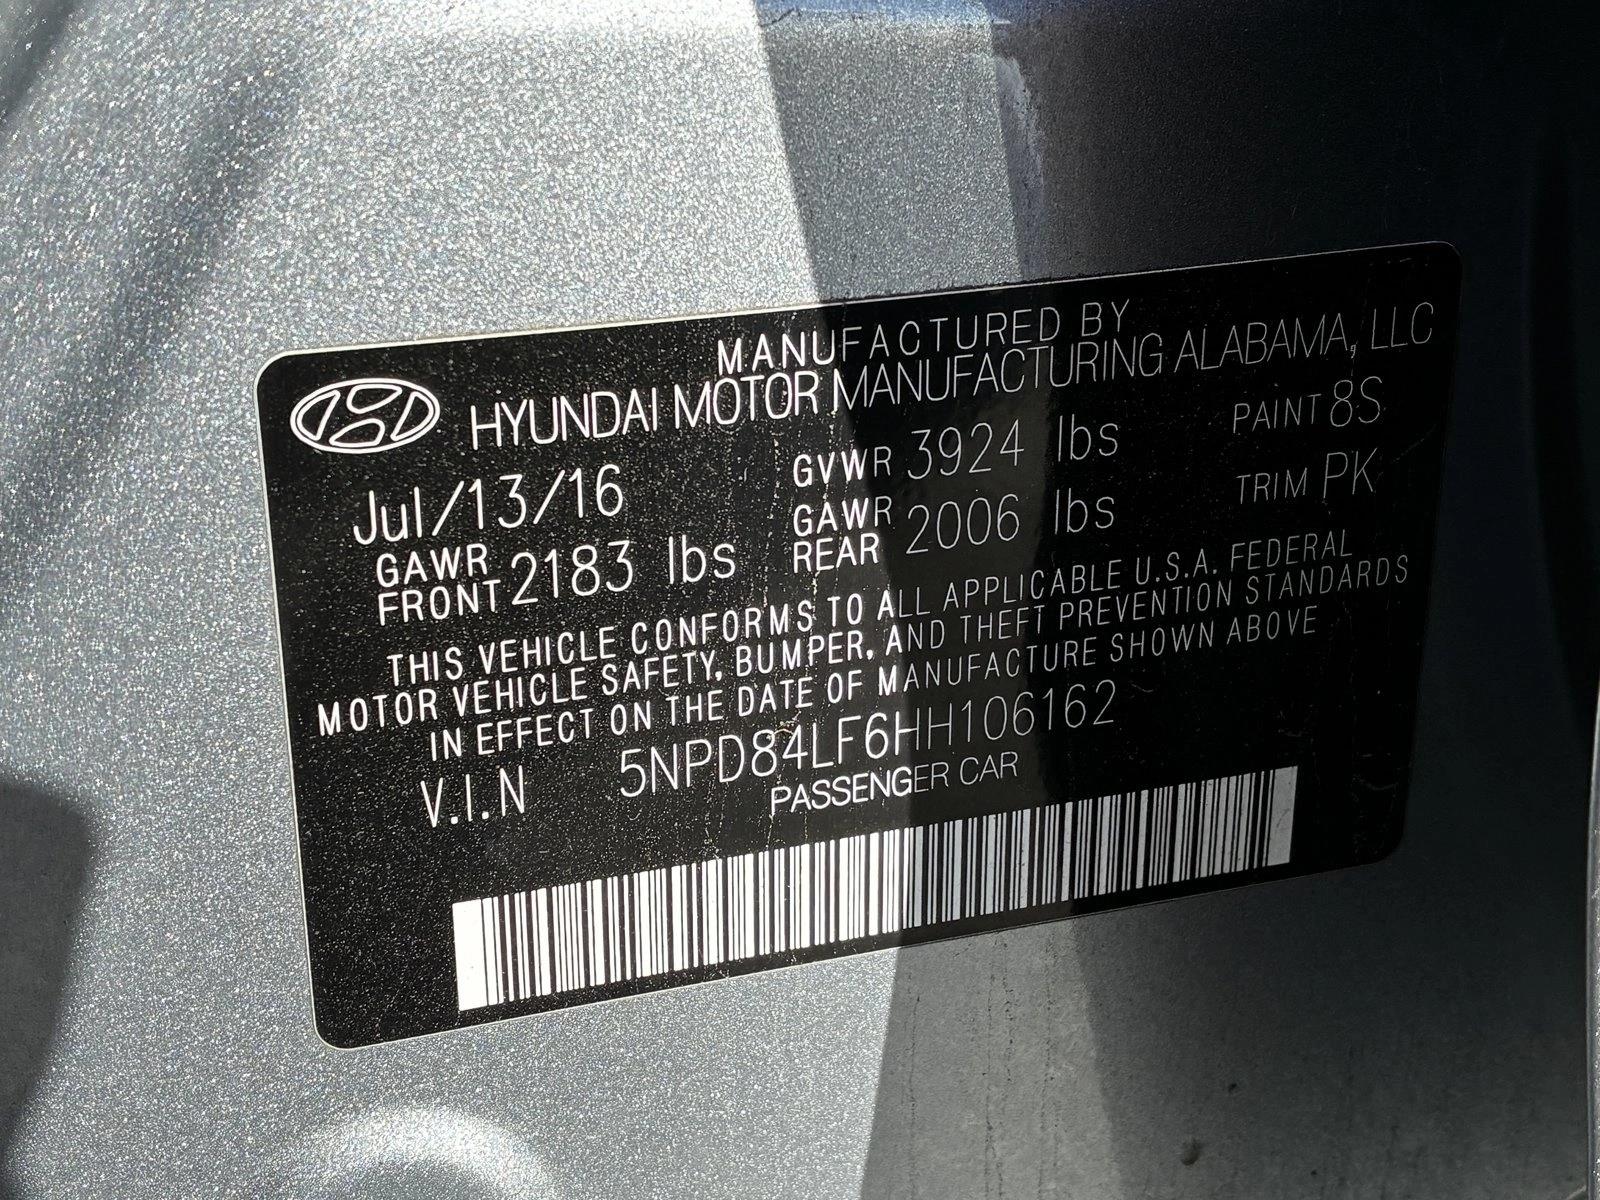 MANUFACTURED BY
HYUNDAI MOTOR MANUFACTURING ALABAMA, LLC
Jul/13/16 GVWR 3924 lbs PAINT 8S
GAWR FRONT 2183 lbs GAWR REAR 2006 lbs TRIM PK
THIS VEHICLE CONFORMS TO ALL APPLICABLE U.S.A. FEDERAL
MOTOR VEHICLE SAFETY, BUMPER, AND THEFT PREVENTION STANDARDS
IN EFFECT ON THE DATE OF MANUFACTURE SHOWN ABOVE
V.I.N 5NPD84LF6HH106162
PASSENGER CAR